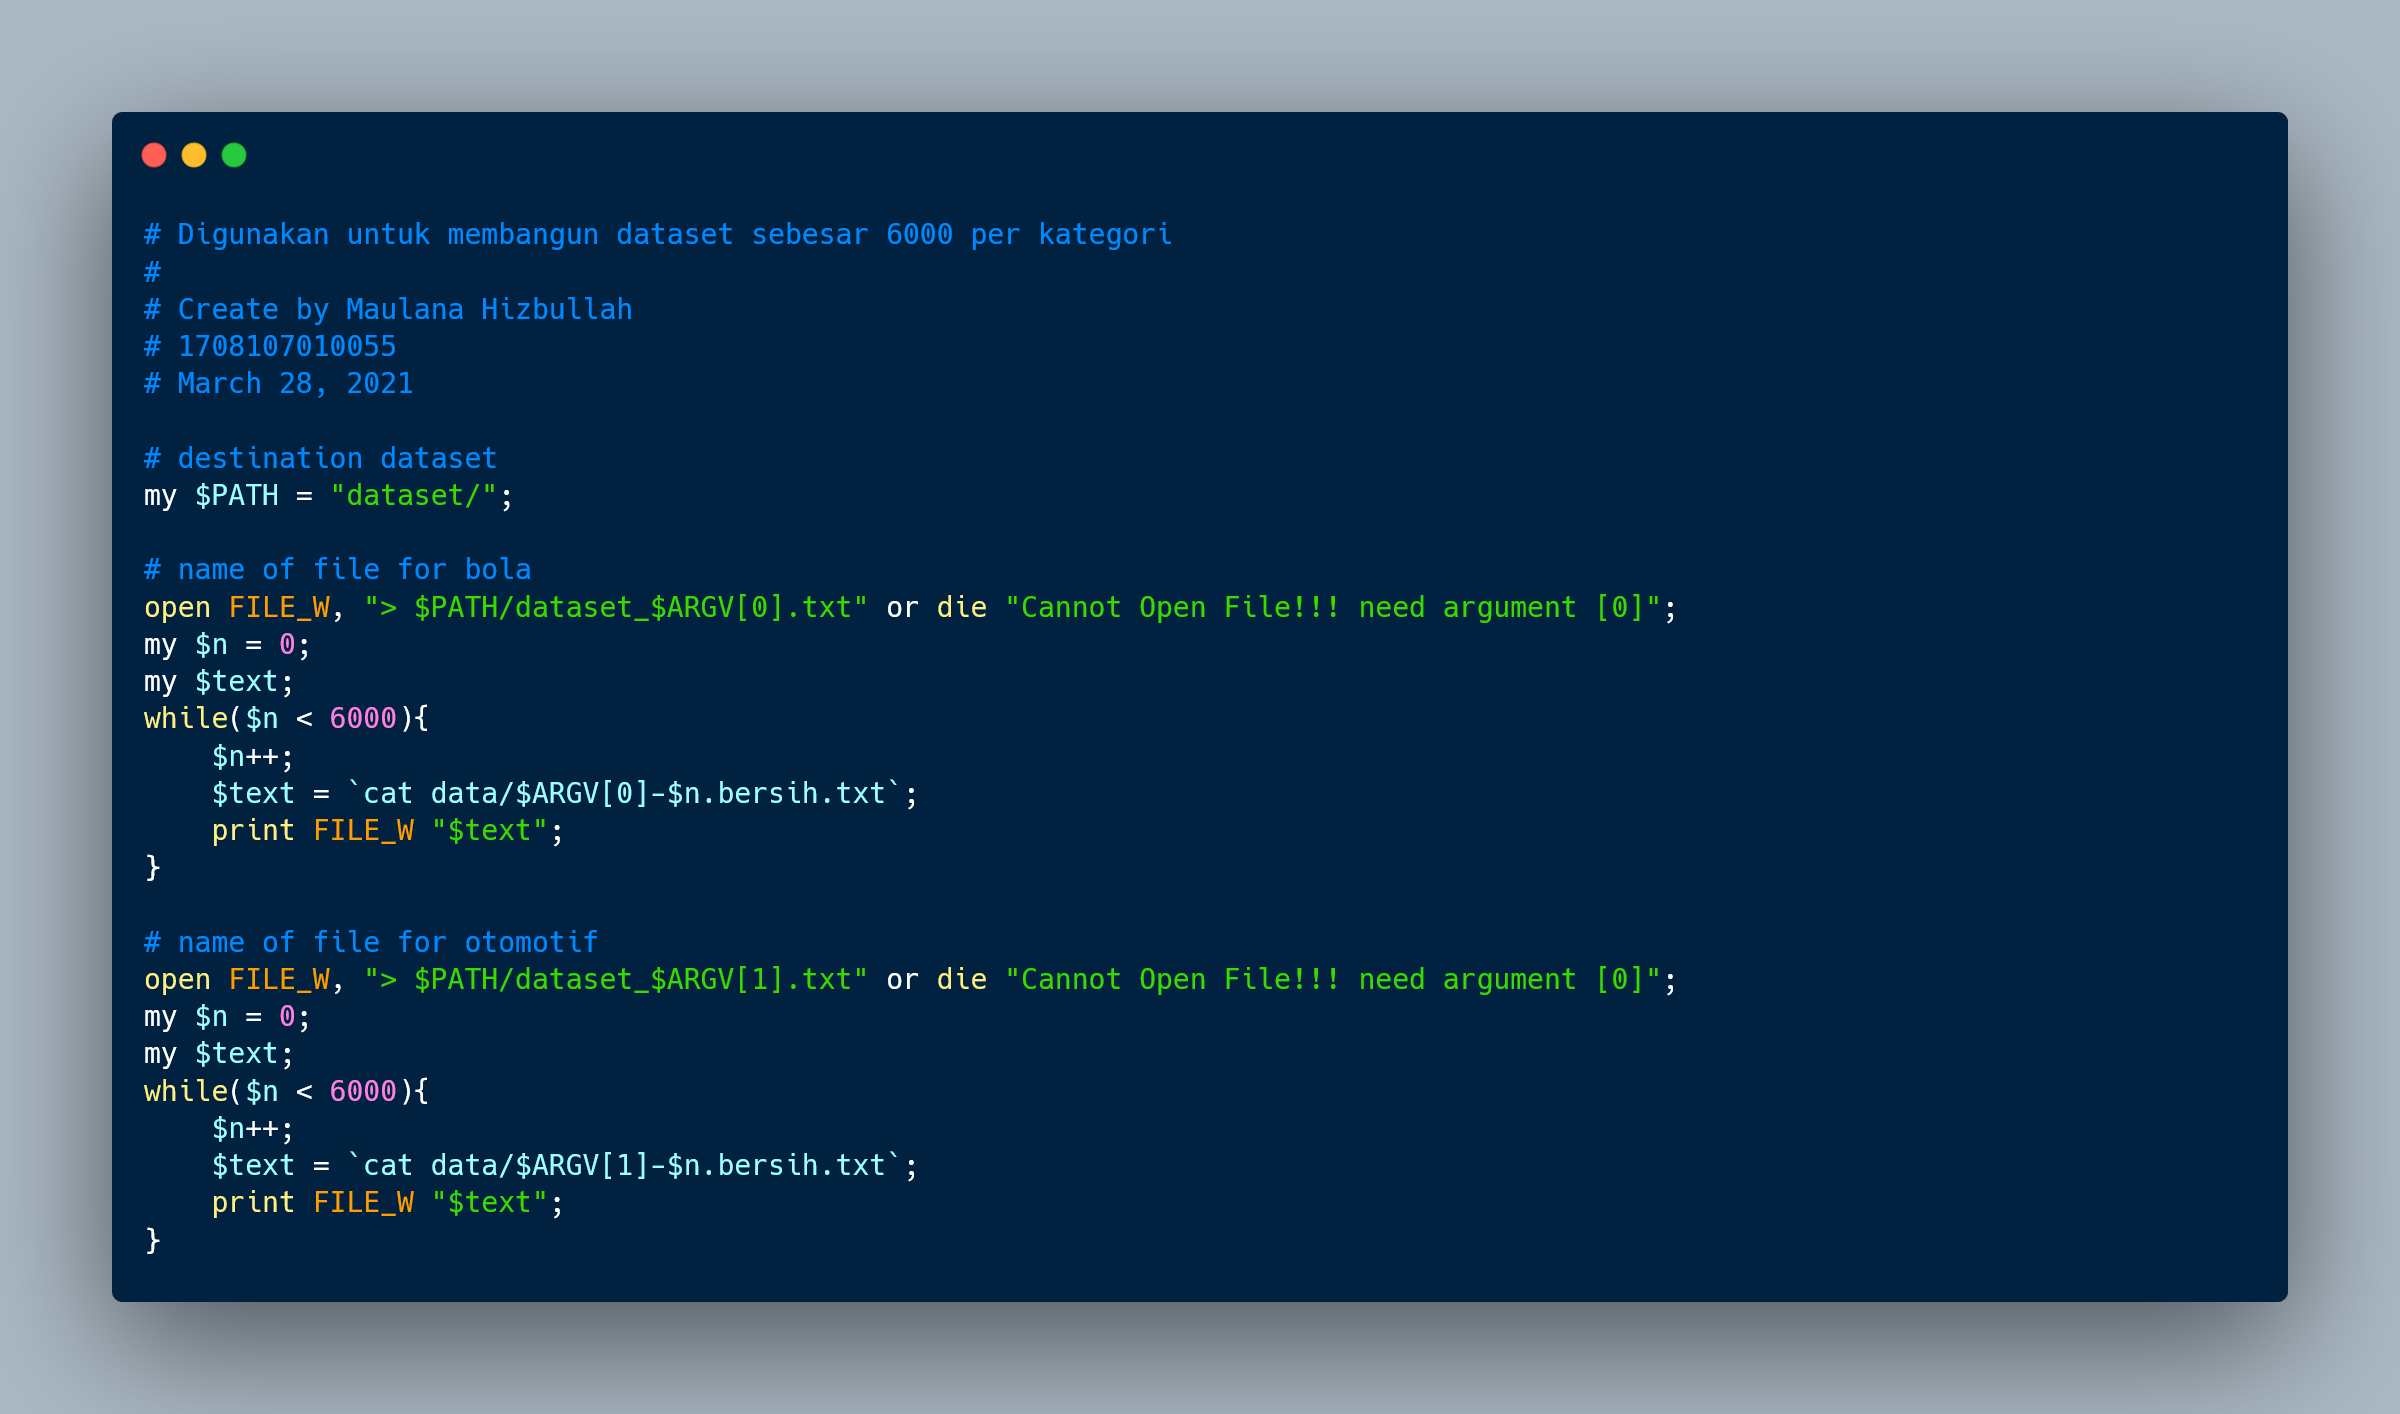 # Digunakan untuk membangun dataset sebesar 6000 per kategori
#
# Create by Maulana Hizbullah
# 1708107010055
# March 28, 2021

# destination dataset
my $PATH = "dataset/";

# name of file for bola
open FILE_W, "> $PATH/dataset_$ARGV[0].txt" or die "Cannot Open File!!! need argument [0]";
my $n = 0;
my $text;
while($n < 6000){
    $n++;
    $text = `cat data/$ARGV[0]-$n.bersih.txt`;
    print FILE_W "$text";
}

# name of file for otomotif
open FILE_W, "> $PATH/dataset_$ARGV[1].txt" or die "Cannot Open File!!! need argument [0]";
my $n = 0;
my $text;
while($n < 6000){
    $n++;
    $text = `cat data/$ARGV[1]-$n.bersih.txt`;
    print FILE_W "$text";
}